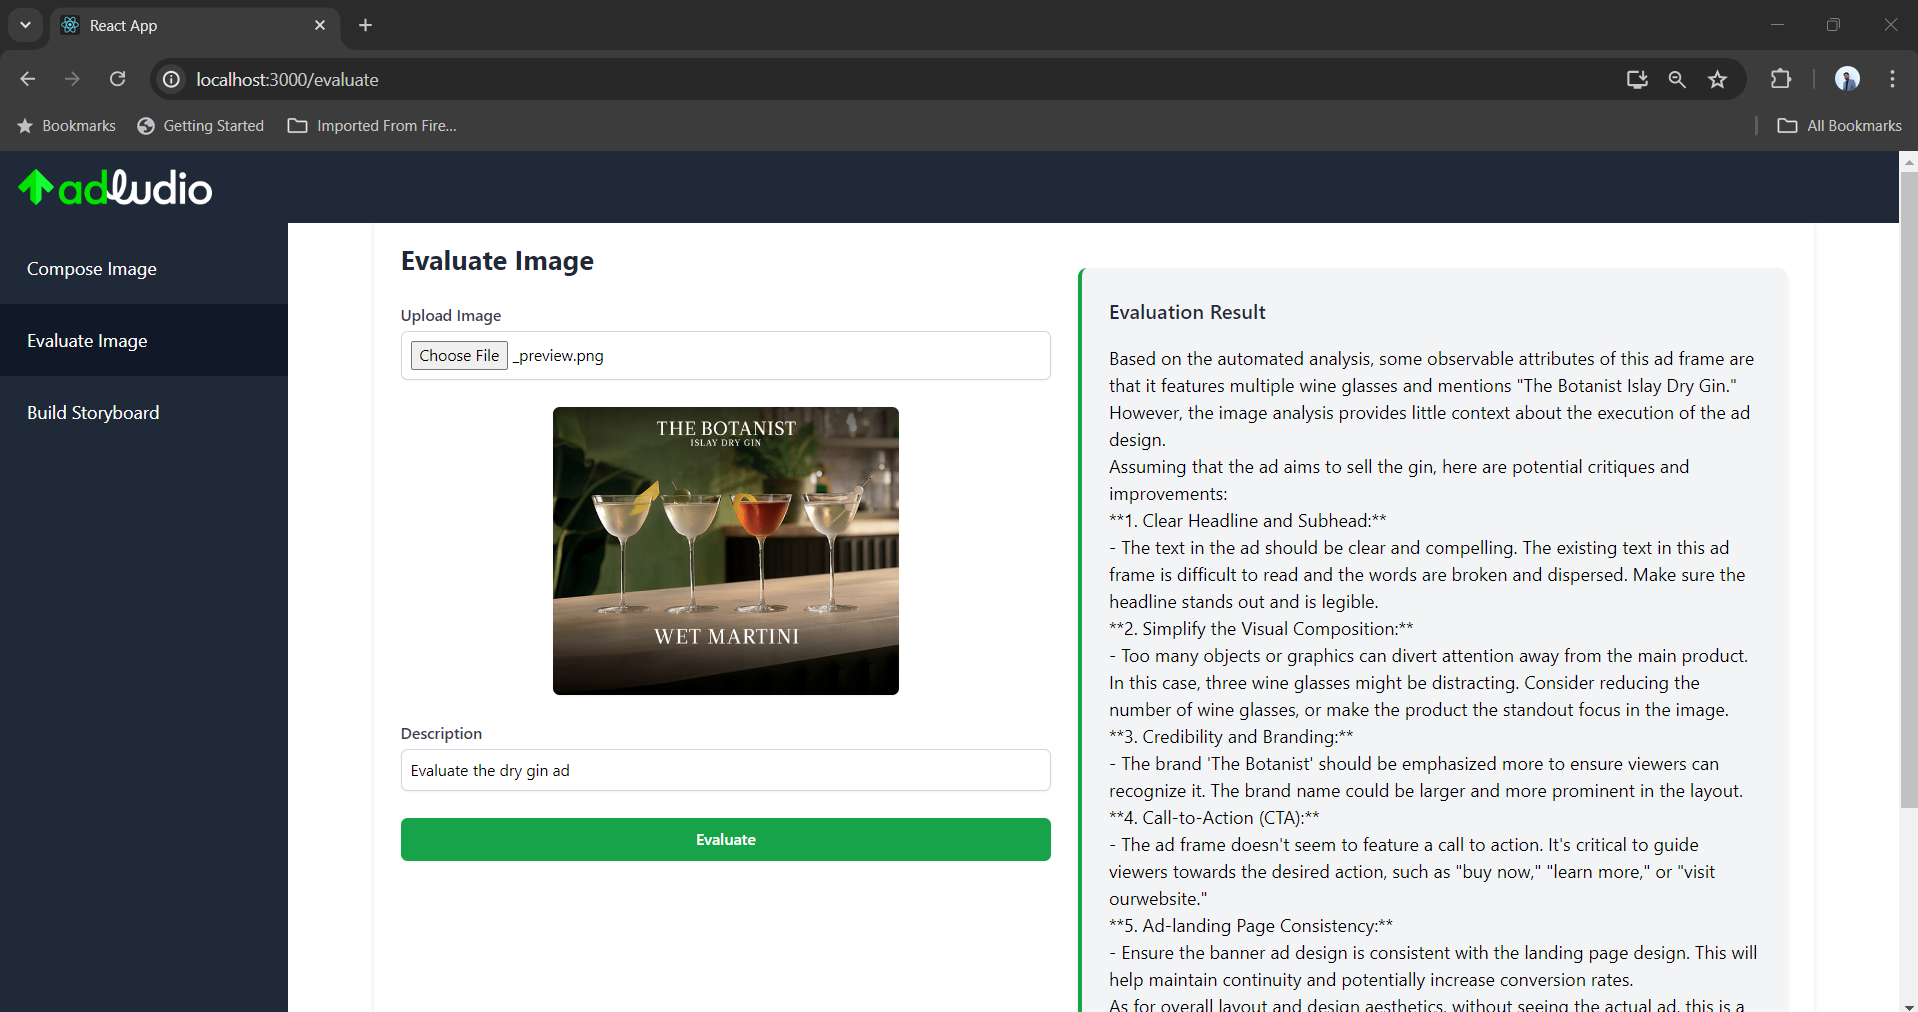 React App
localhost:3000/evaluate
Bookmarks
Getting Started
Imported From Fire...
All Bookmarks
adludio
Compose Image
Evaluate Image
Build Storyboard
Evaluate Image
Upload Image
Choose File _preview.png
THE BOTANIST
ISLAY DRY GIN
WET MARTINI
Description
Evaluate the dry gin ad
Evaluate
Evaluation Result
Based on the automated analysis, some observable attributes of this ad frame are
that it features multiple wine glasses and mentions "The Botanist Islay Dry Gin."
However, the image analysis provides little context about the execution of the ad
design.
Assuming that the ad aims to sell the gin, here are potential critiques and
improvements:
**1. Clear Headline and Subhead:**
- The text in the ad should be clear and compelling. The existing text in this ad
frame is difficult to read and the words are broken and dispersed. Make sure the
headline stands out and is legible.
**2. Simplify the Visual Composition:**
- Too many objects or graphics can divert attention away from the main product.
In this case, three wine glasses might be distracting. Consider reducing the
number of wine glasses, or make the product the standout focus in the image.
**3. Credibility and Branding:**
- The brand 'The Botanist' should be emphasized more to ensure viewers can
recognize it. The brand name could be larger and more prominent in the layout.
**4. Call-to-Action (CTA):**
- The ad frame doesn't seem to feature a call to action. It's critical to guide
viewers towards the desired action, such as "buy now," "learn more," or "visit
ourwebsite."
**5. Ad-landing Page Consistency:**
- Ensure the banner ad design is consistent with the landing page design. This will
help maintain continuity and potentially increase conversion rates.
As for overall layout and design aesthetics, without seeing the actual ad, this is a